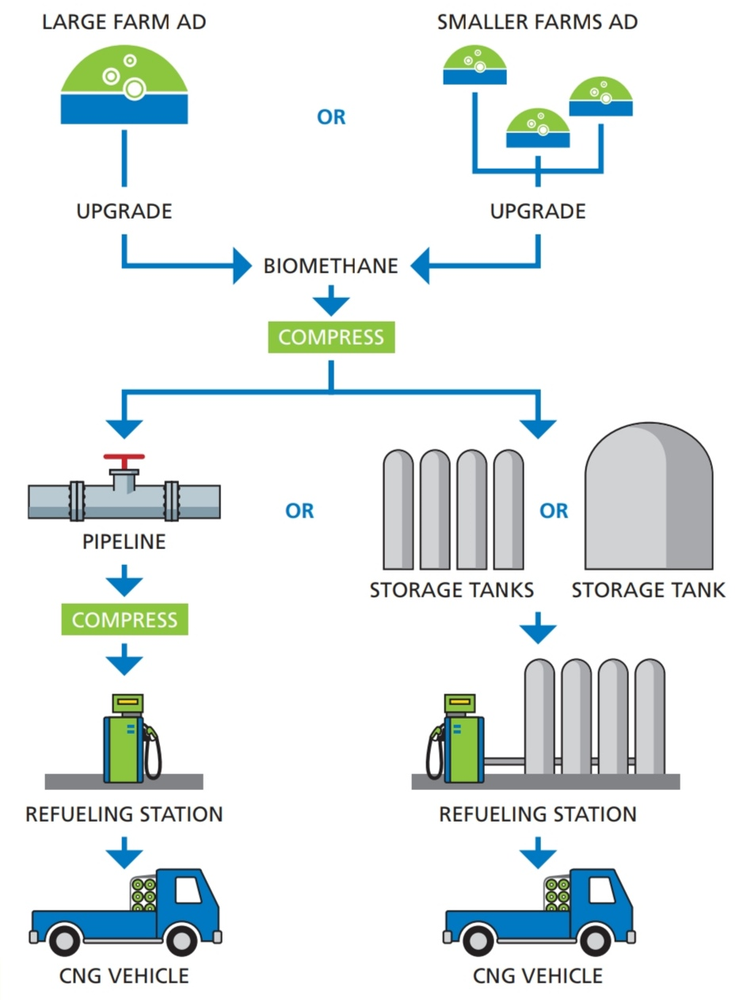 LARGE FARM AD
SMALLER FARMS AD
OR
UPGRADE
UPGRADE
BIOMETHANE
COMPRESS
OR
OR
PIPELINE
STORAGE TANKS
STORAGE TANK
COMPRESS
REFUELING STATION
REFUELING STATION
CNG VEHICLE
CNG VEHICLE